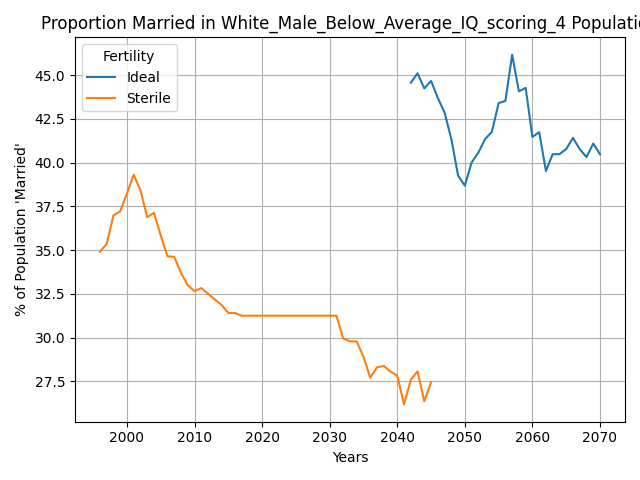 Proportion Married in White_Male_Below_Average_IQ_scoring_4 Populatio
Fertility
Ideal
Sterile
% of Population 'Married'
45.0
42.5
40.0
37.5
35.0
32.5
30.0
27.5
2000 2010 2020 2030 2040 2050 2060 2070
Years